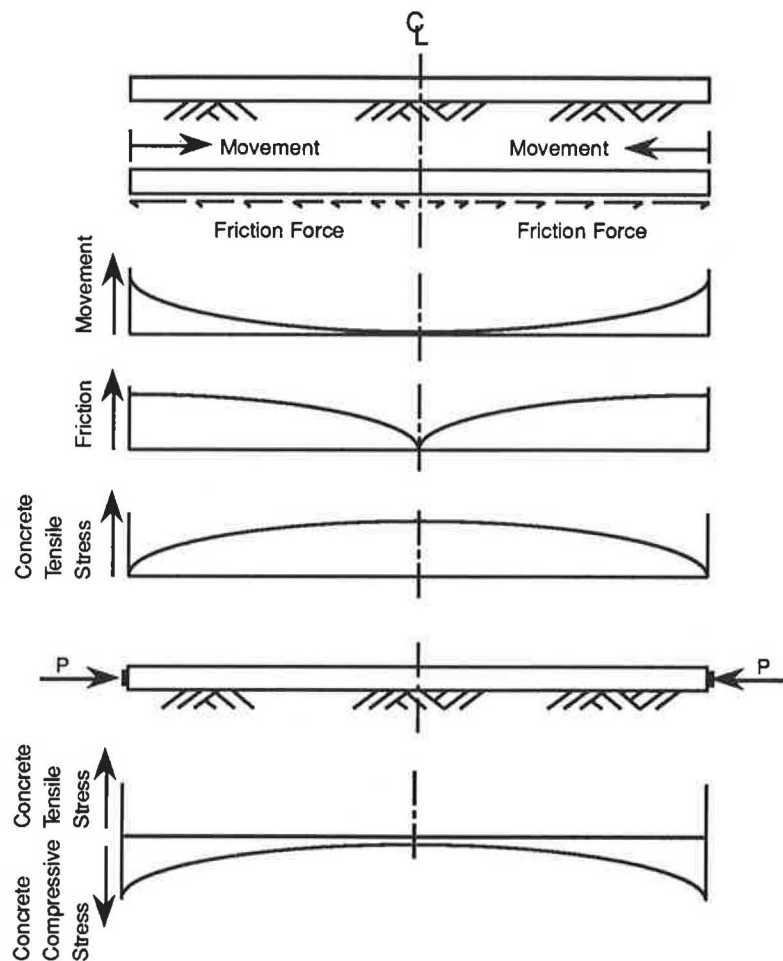 CL
Movement
Movement
Friction Force
Friction Force
Movement
Friction
Concrete
Tensile
Stress
P
P
Concrete
Tensile
Stress
Concrete
Compressive
Stress